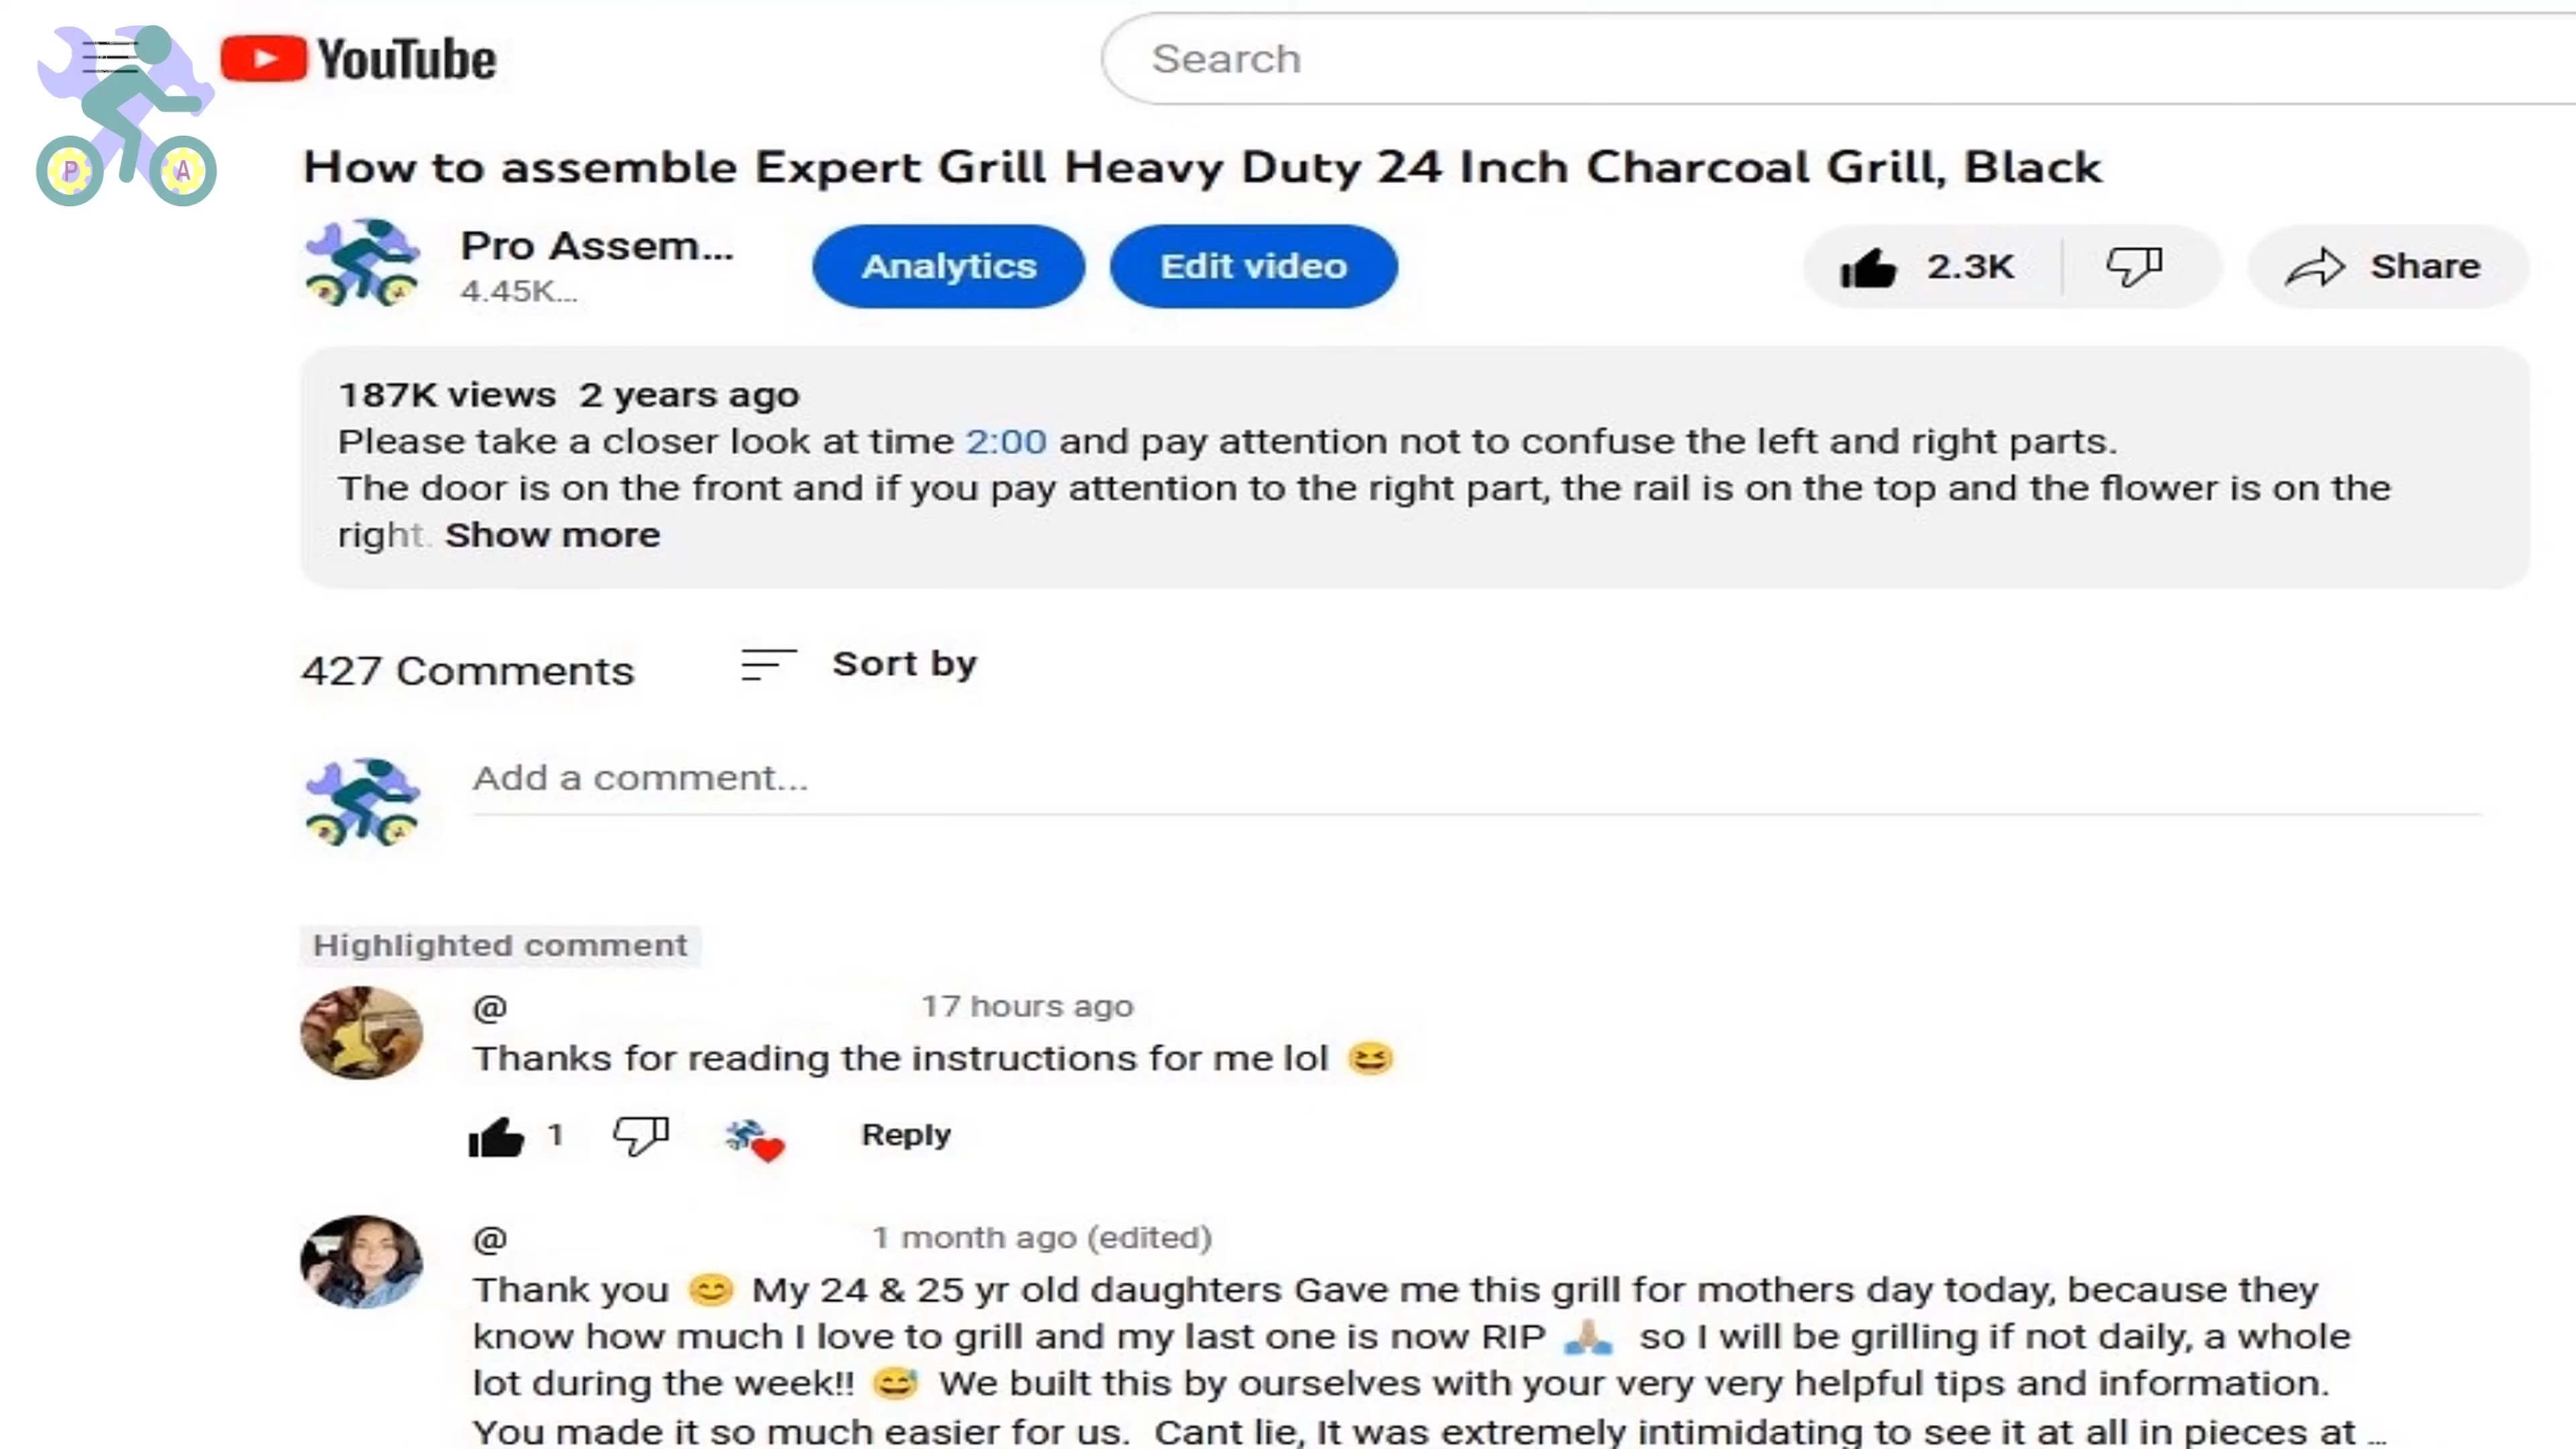 YouTube
Search
How to assemble Expert Grill Heavy Duty 24 Inch Charcoal Grill, Black
Pro Assem...
4.45K...
Analytics
Edit video
2.3K
Share
187K views 2 years ago
Please take a closer look at time 2:00 and pay attention not to confuse the left and right parts.
The door is on the front and if you pay attention to the right part, the rail is on the top and the flower is on the
right. Show more
427 Comments
Sort by
Add a comment...
Highlighted comment
@ 17 hours ago
Thanks for reading the instructions for me lol 😆
1
Reply
@ 1 month ago (edited)
Thank you 😊 My 24 & 25 yr old daughters Gave me this grill for mothers day today, because they
know how much I love to grill and my last one is now RIP 🙏🏼 so I will be grilling if not daily, a whole
lot during the week!! 😅 We built this by ourselves with your very very helpful tips and information.
You made it so much easier for us. Cant lie, It was extremely intimidating to see it at all in pieces at ...
P A